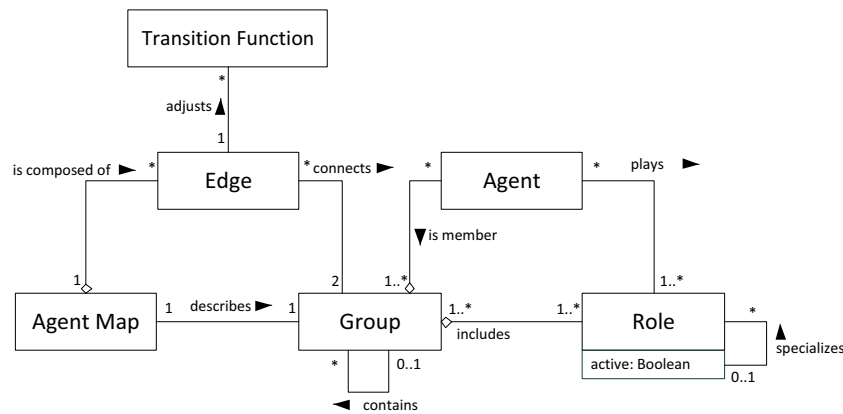 Transition Function
*
adjusts
1
is composed of
*
Edge
*
connects
*
Agent
*
plays
is member
1
2
1..*
1..*
Agent Map
1
describes
1
Group
1..*
includes
1..*
Role
*
specializes
active: Boolean
0..1
*
0..1
contains